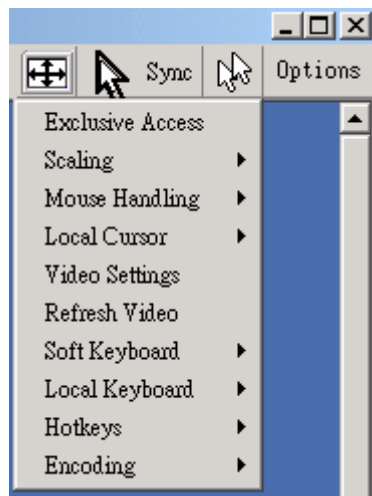 Sync Options
Exclusive Access
Scaling
Mouse Handling
Local Cursor
Video Settings
Refresh Video
Soft Keyboard
Local Keyboard
Hotkeys
Encoding